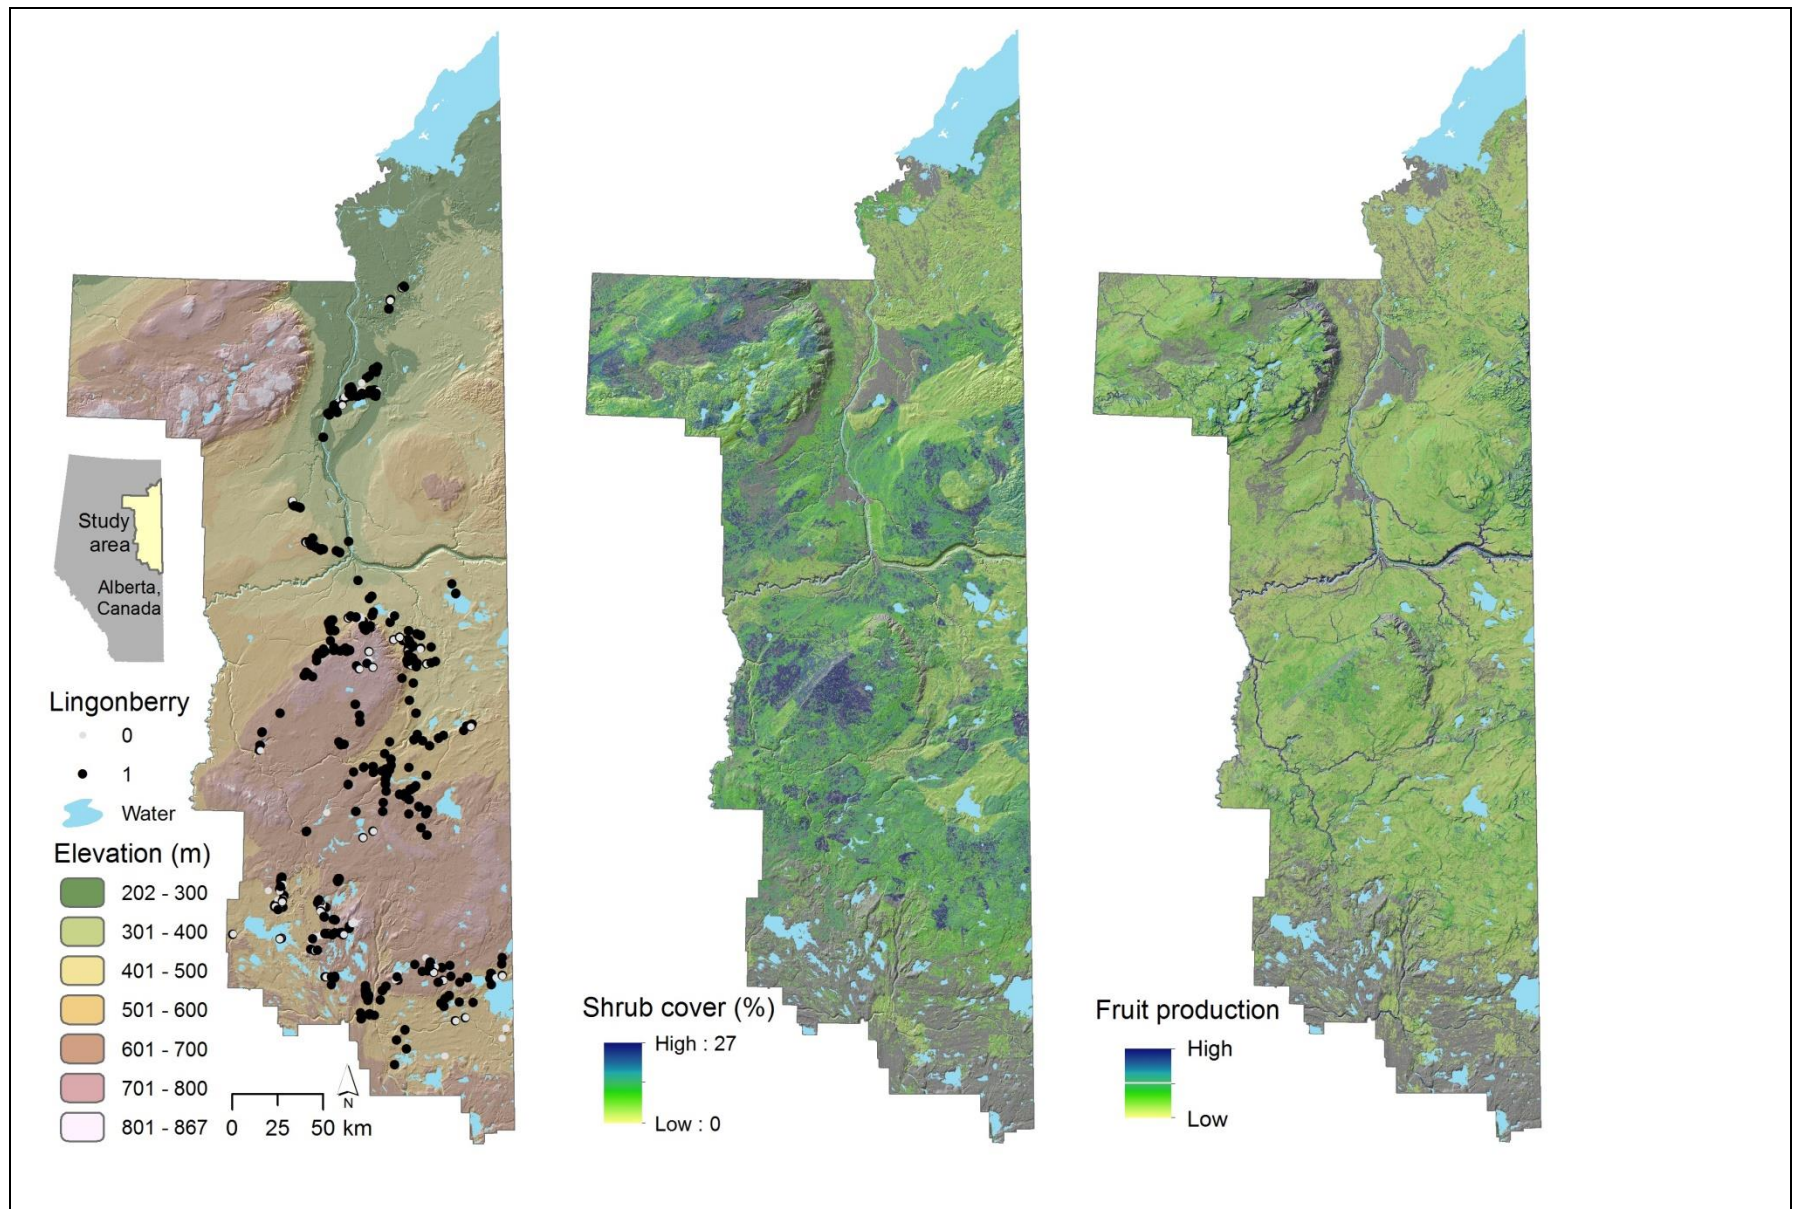 Study
area
Alberta,
Canada
Lingonberry
0
1
Water
Elevation (m)
202 - 300
301 - 400
401 - 500
501 - 600
601 - 700
701 - 800
801 - 867
N
0 25 50 km
Shrub cover (%)
High : 27
Low : 0
Fruit production
High
Low